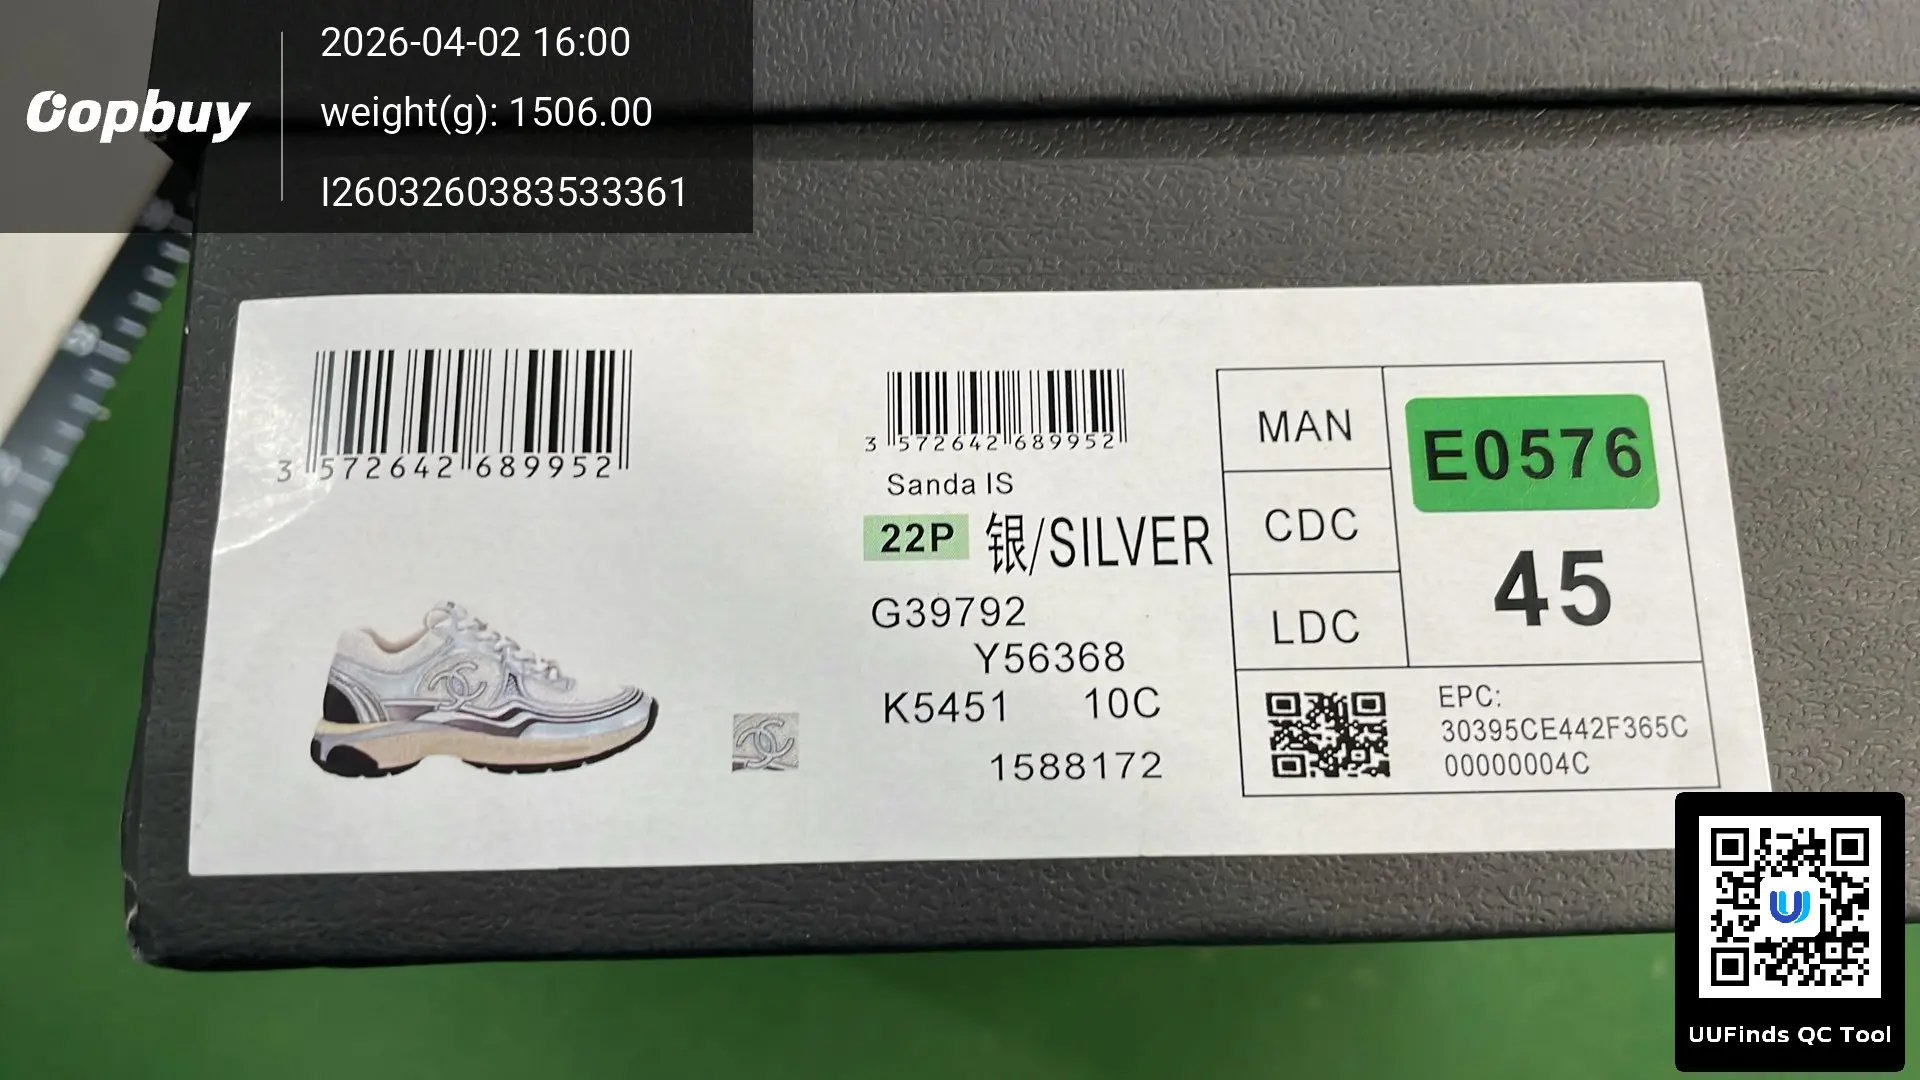 Oopbuy
2026-04-02 16:00
weight(g): 1506.00
I2603260383533361
3 572642 689952
3 572642 689952
Sanda IS
22P 银/SILVER
G39792
Y56368
K5451 10C
1588172
MAN
CDC
LDC
E0576
45
EPC:
30395CE442F365C
00000004C
UUFinds QC Tool